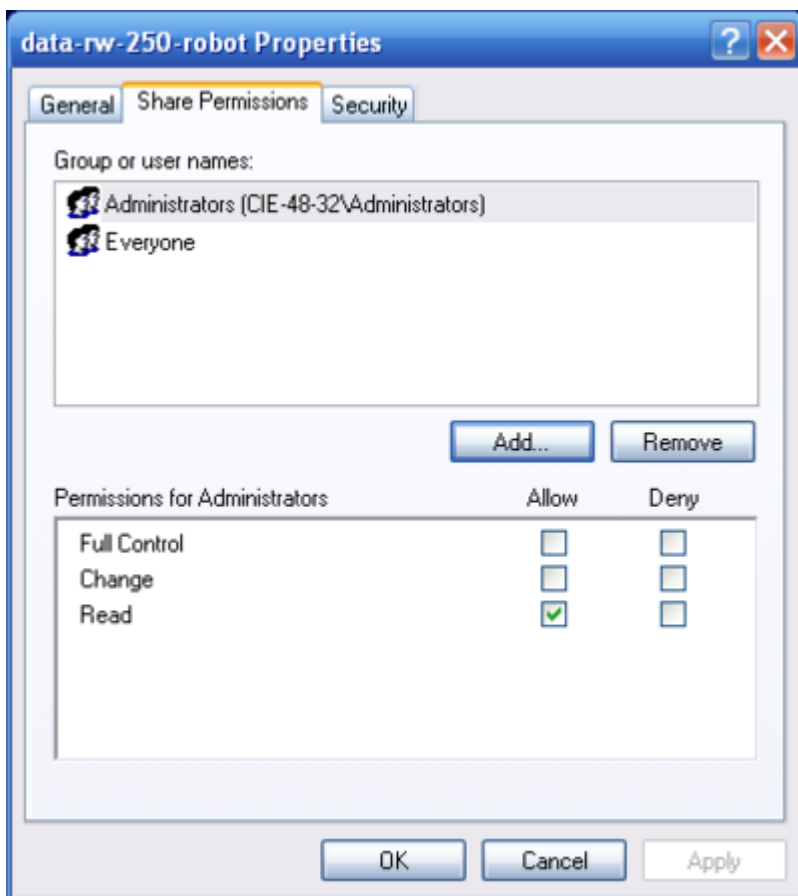 data-rw-250-robot Properties
General Share Permissions Security
Group or user names:
Administrators (CIE-48-32\Administrators)
Everyone
Add... Remove
Permissions for Administrators Allow Deny
Full Control
Change
Read
OK Cancel Apply